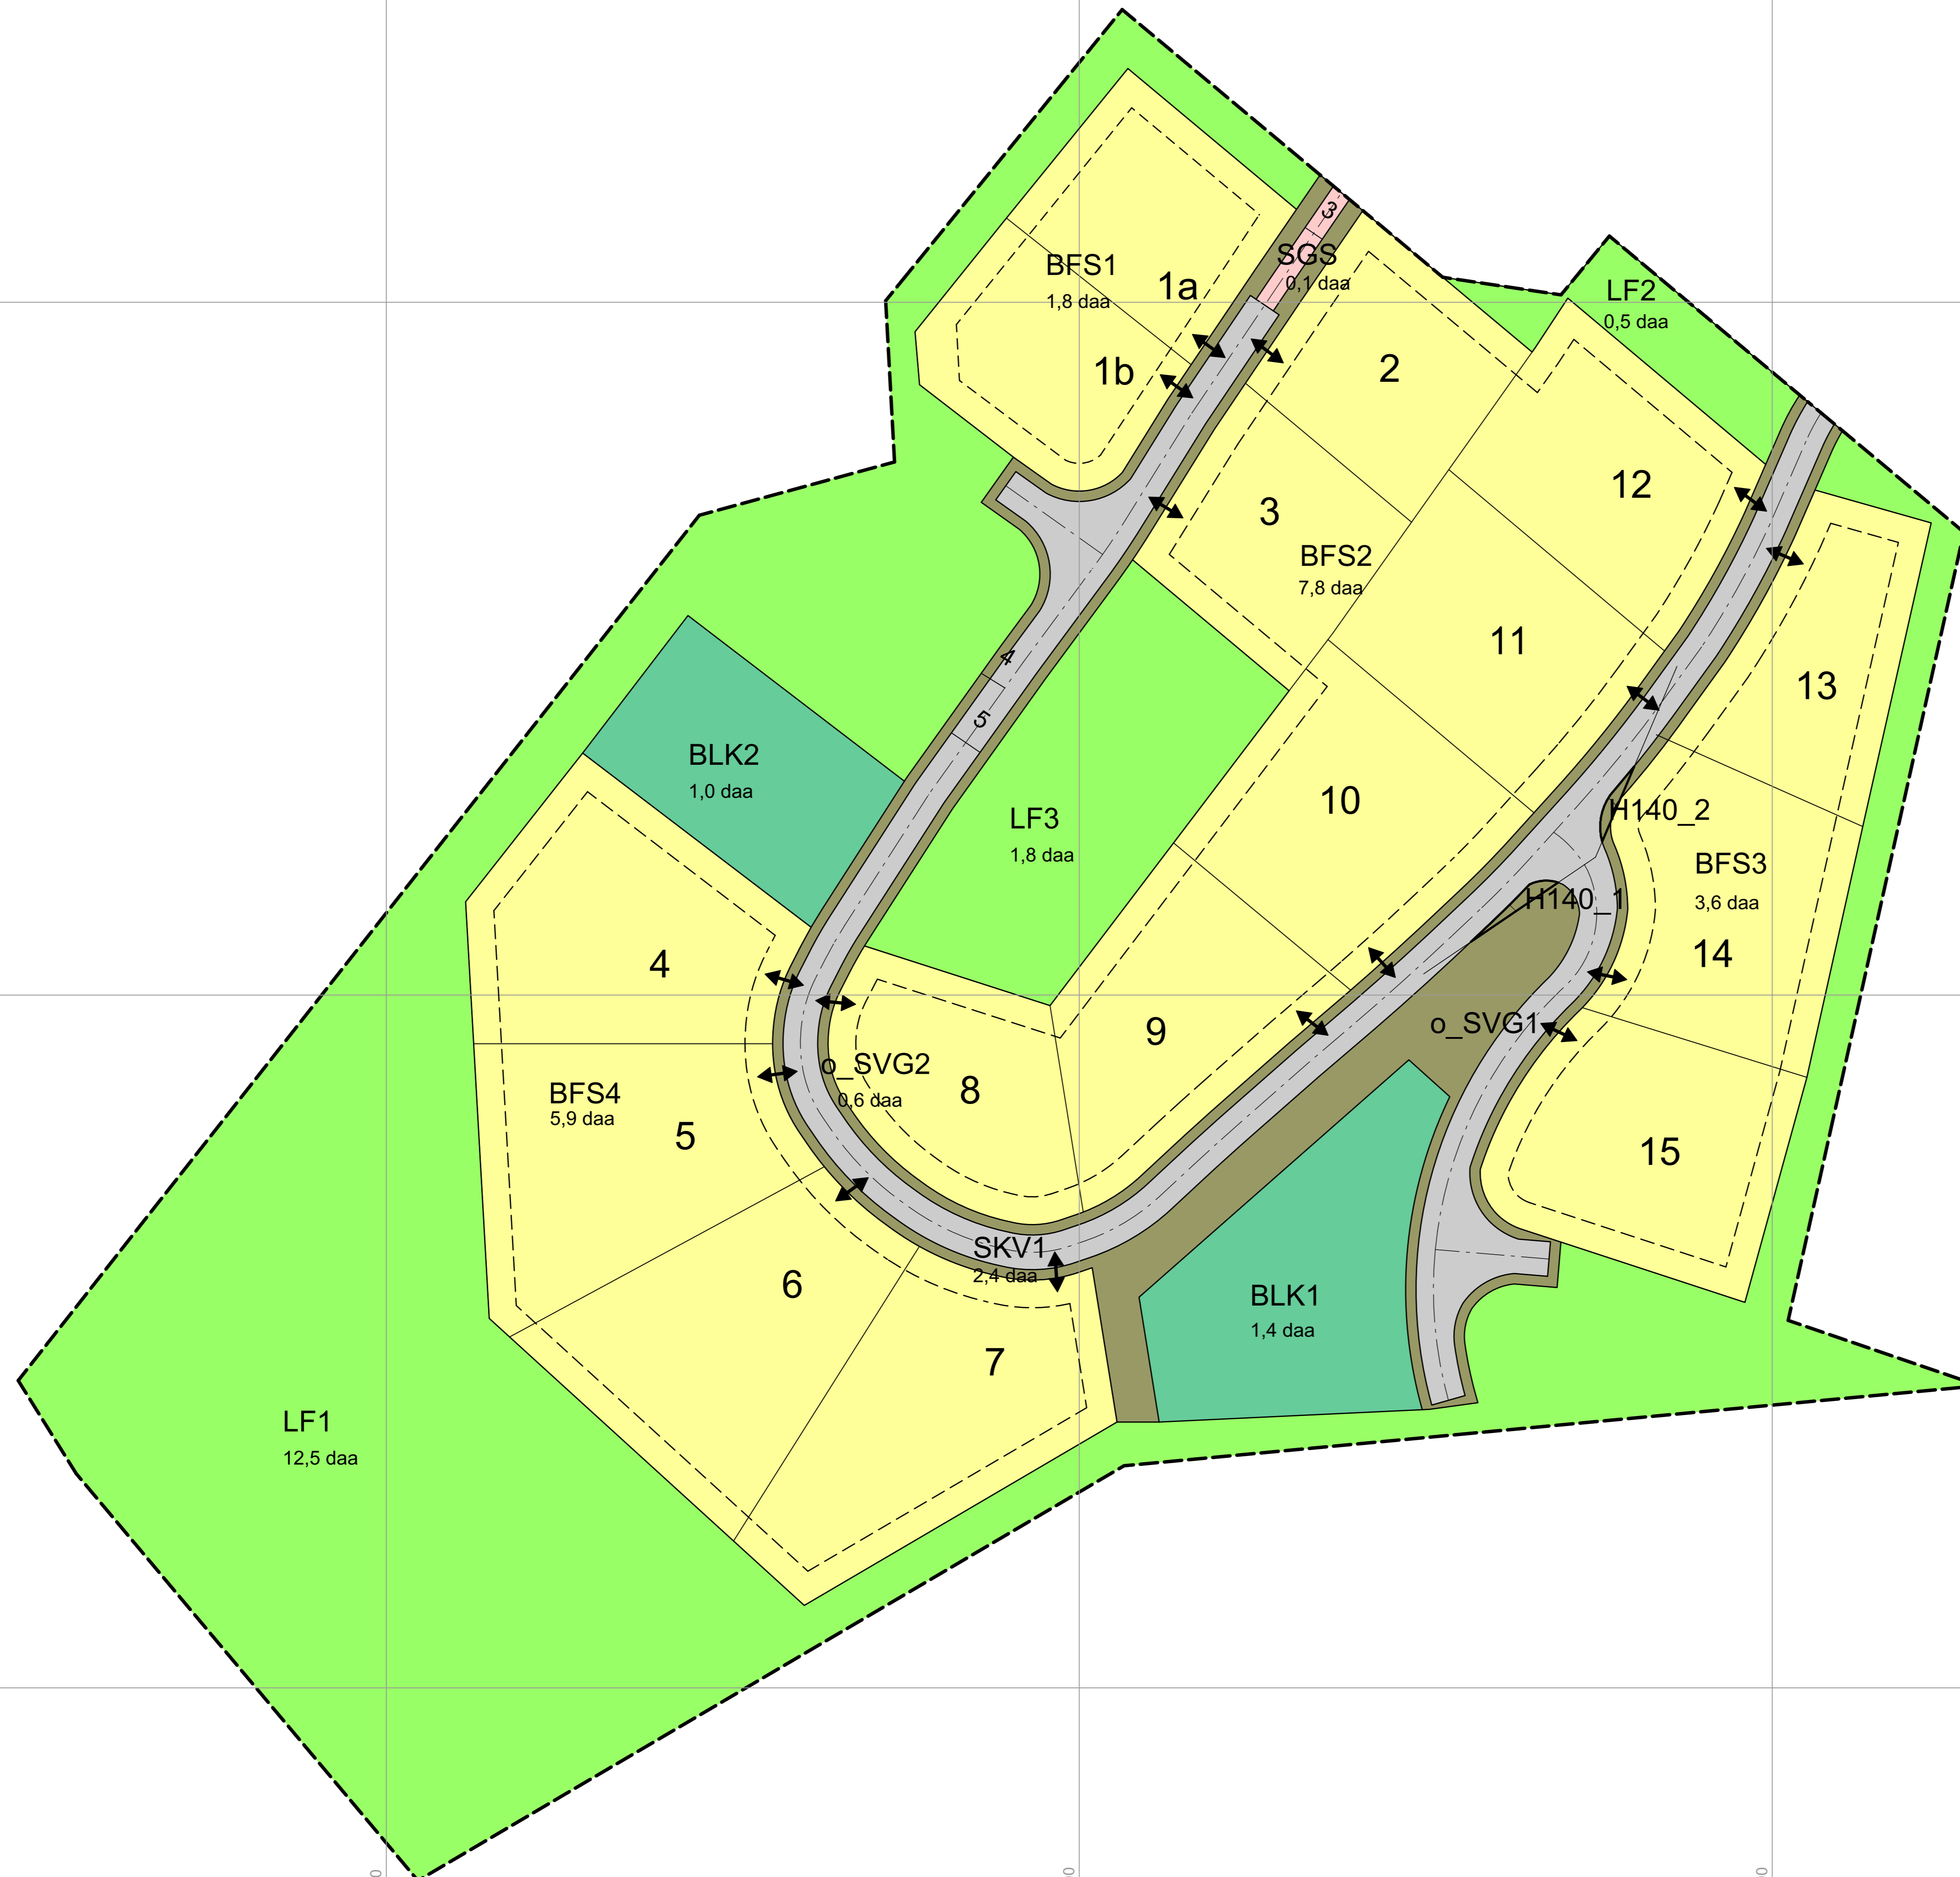 3
SGS
0,1 daa
BFS1
1,8 daa
1a
1b
2
LF2
0,5 daa
12
3
BFS2
7,8 daa
11
4
5
13
BLK2
1,0 daa
10
LF3
1,8 daa
H140_2
BFS3
3,6 daa
H140_1
14
4
9
o_SVG1
o_SVG2
0,6 daa
8
BFS4
5,9 daa
5
15
SKV1
2,4 daa
6
BLK1
1,4 daa
7
LF1
12,5 daa
0
0
0